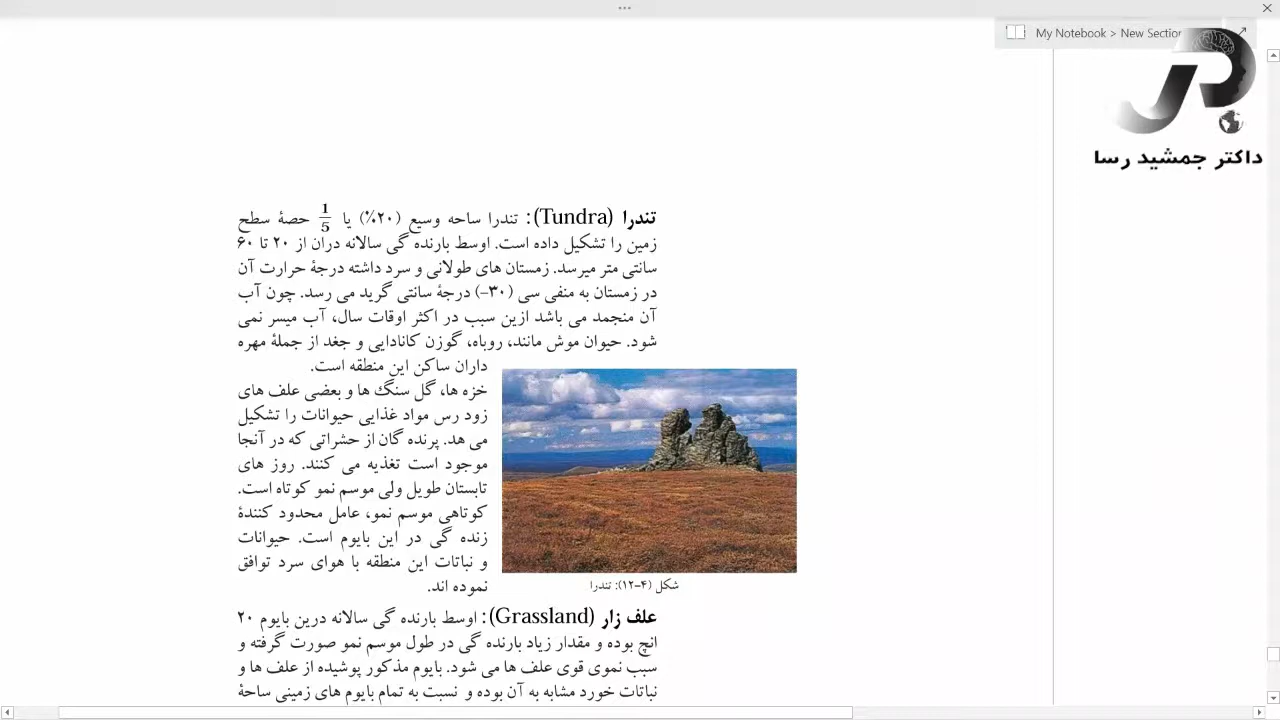 My Notebook > New Section
داکتر جمشید رسا
تندرا (Tundra): تندرا ساحه وسیع (۲۰٪) یا 1/5 حصهٔ سطح
زمین را تشکیل داده است. اوسط بارنده گی سالانه دران از ۲۰ تا ۶۰
سانتی متر میرسد. زمستان های طولانی و سرد داشته درجهٔ حرارت آن
در زمستان به منفی سی (۳۰–) درجهٔ سانتی گرید می رسد. چون آب
آن منجمد می باشد ازین سبب در اکثر اوقات سال، آب میسر نمی
شود. حیوان موش مانند، روباه، گوزن کانادایی و جغد از جملهٔ مهره
داران ساکن این منطقه است.
خزه ها، گل سنگ ها و بعضی علف های
زود رس مواد غذایی حیوانات را تشکیل
می هد. پرنده گان از حشراتی که در آنجا
موجود است تغذیه می کنند. روز های
تابستان طویل ولی موسم نمو کوتاه است.
کوتاهی موسم نمو، عامل محدود کنندهٔ
زنده گی در این بایوم است. حیوانات
و نباتات این منطقه با هوای سرد توافق
نموده اند.
شکل (۴-۱۲): تندرا
علف زار (Grassland): اوسط بارنده گی سالانه درین بایوم ۲۰
انچ بوده و مقدار زیاد بارنده گی در طول موسم نمو صورت گرفته و
سبب نموی قوی علف ها می شود. بایوم مذکور پوشیده از علف ها و
نباتات خورد مشابه به آن بوده و نسبت به تمام بایوم های زمینی ساحهٔ